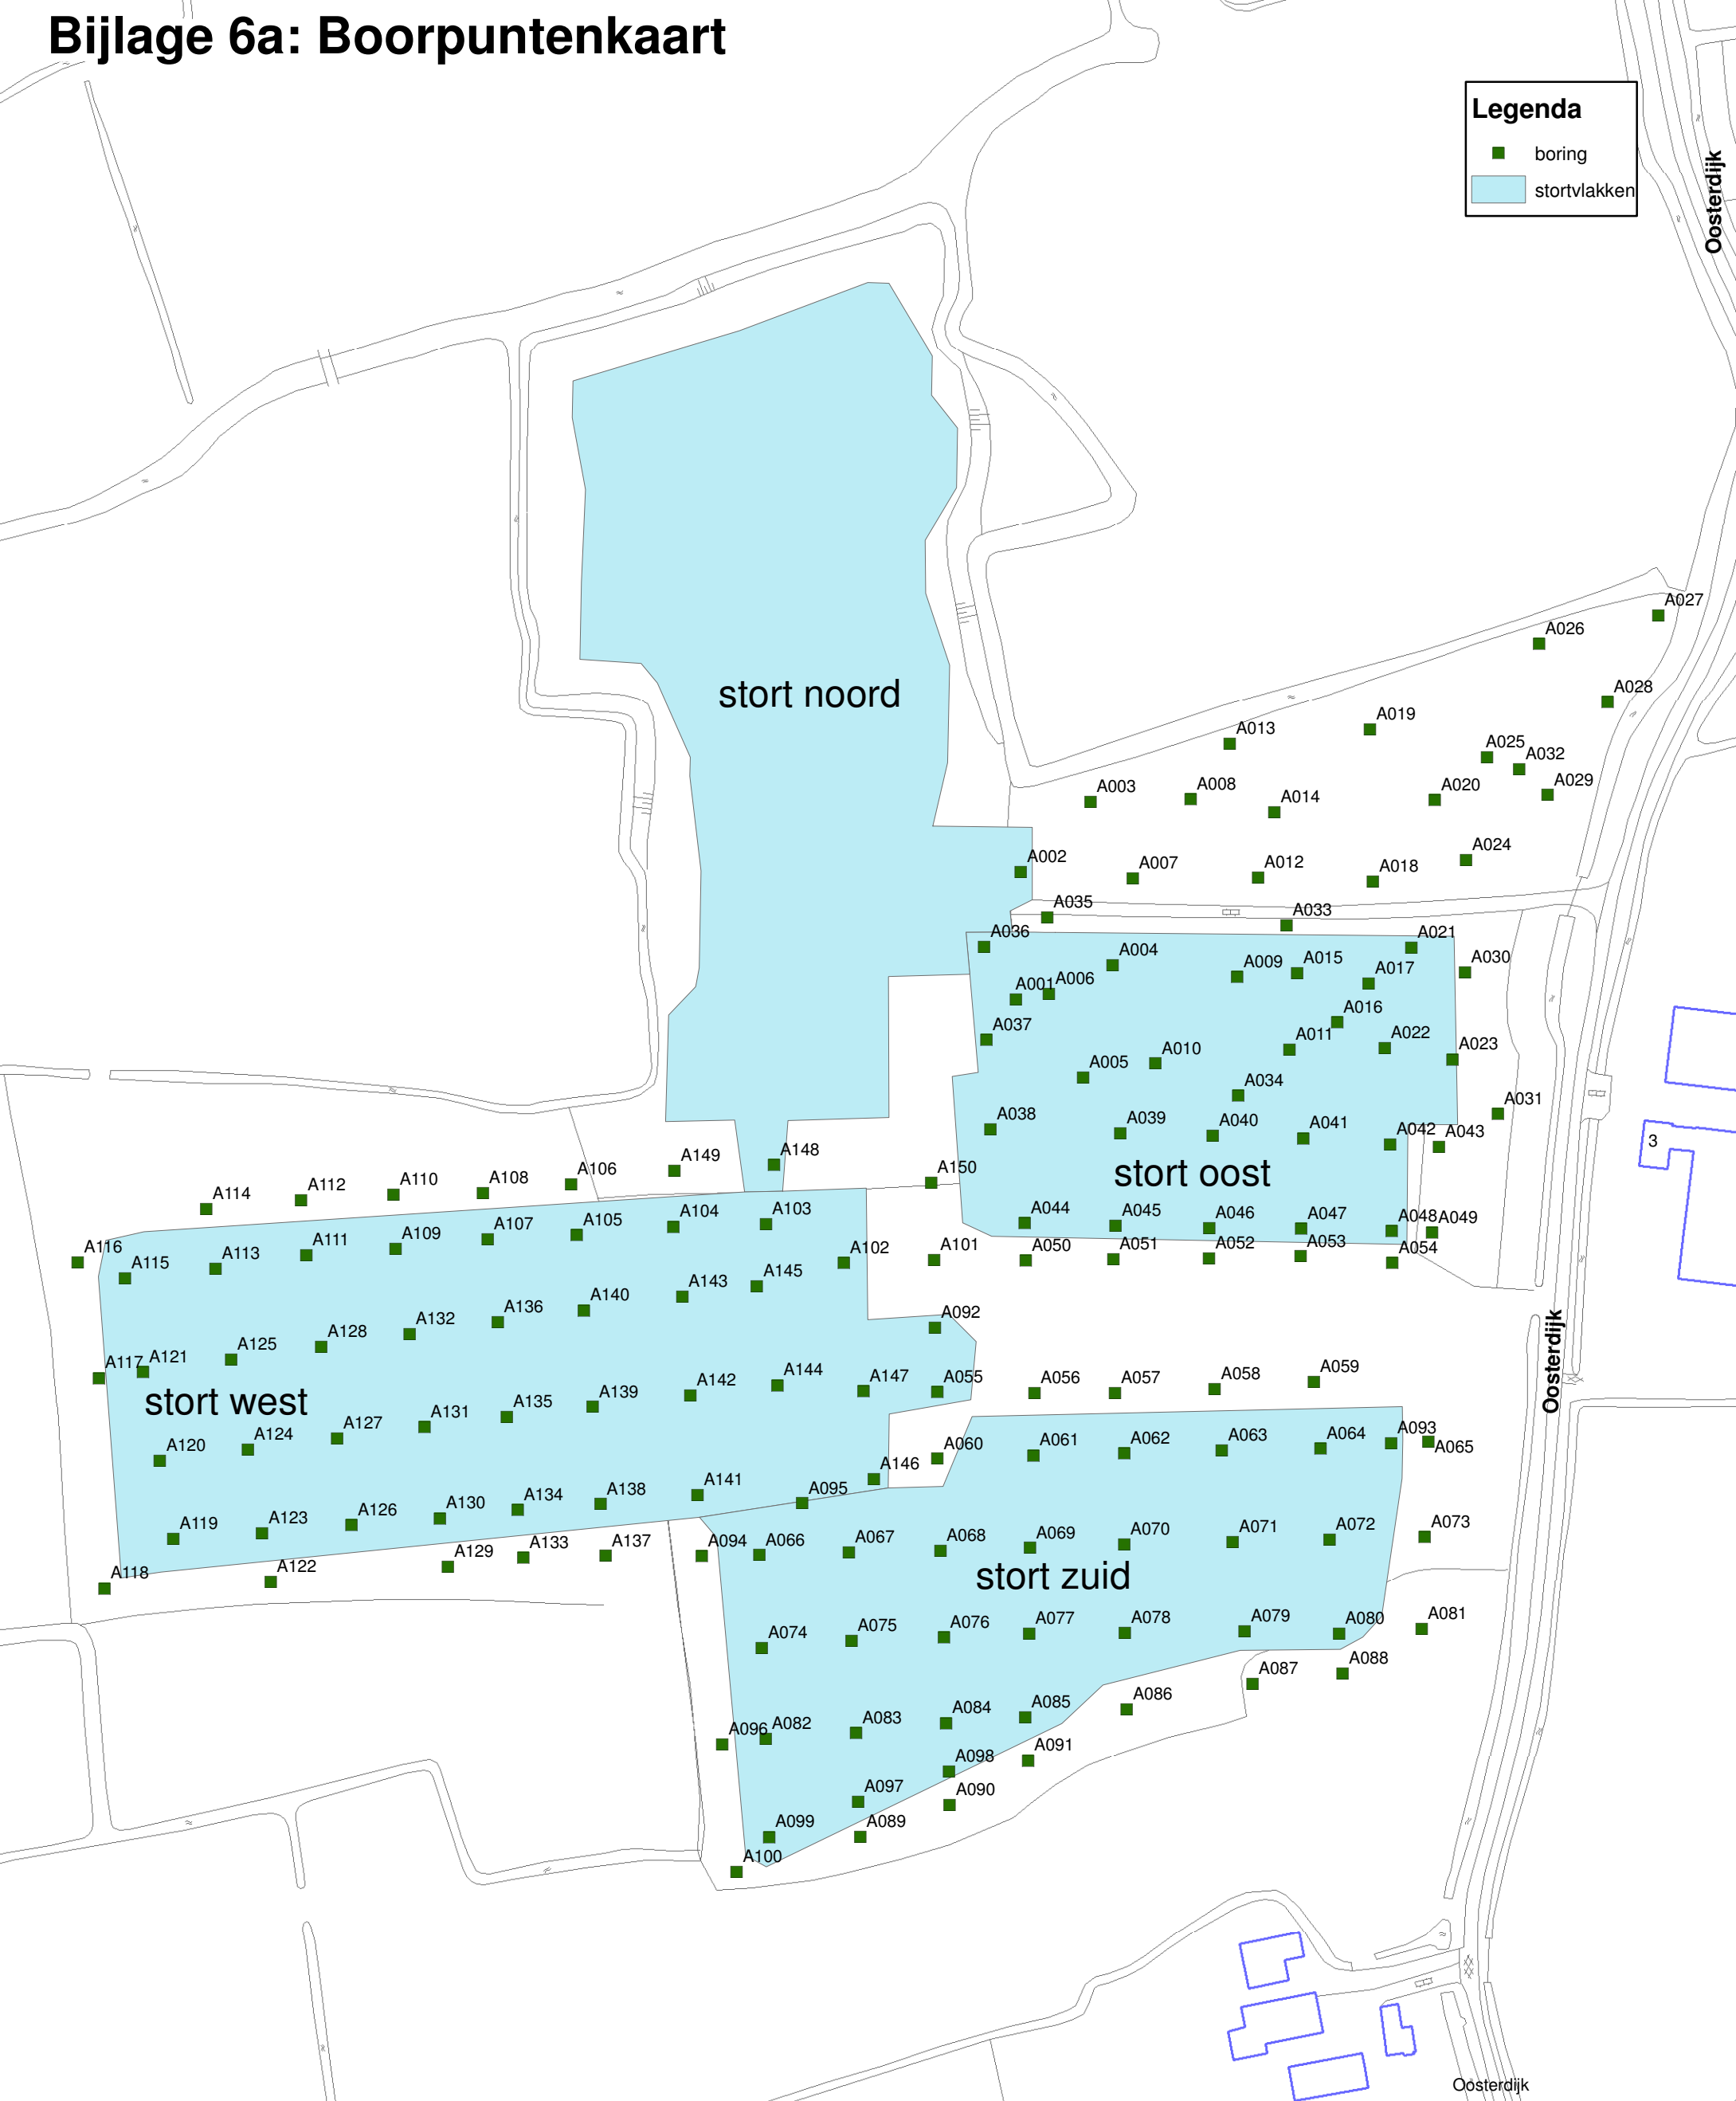 Bijlage 6a: Boorpuntenkaart
Legenda
boring
stortvlakken
Oosterdijk
A027
A026
A028
stort noord
A019
A013
A025
A032
A003
A008
A014
A020
A029
A002
A007
A012
A018
A024
A035
A033
A036
A004
A021
A009
A015
A017
A030
A001
A006
A016
A037
A011
A022
A023
A005
A010
A034
A031
A038
A039
A040
A041
A042
A043
3
stort oost
A149
A148
A150
A106
A108
A110
A112
A114
A044
A045
A046
A047
A048
A049
A103
A104
A105
A107
A109
A111
A113
A115
A116
A102
A101
A050
A051
A052
A053
A054
A145
A143
A140
A136
A132
A128
A125
A121
A117
A092
Oosterdijk
stort west
A144
A147
A055
A056
A057
A058
A059
A142
A139
A135
A131
A127
A124
A120
A060
A061
A062
A063
A064
A093
A065
A146
A095
A141
A138
A134
A130
A126
A123
A119
A118
A122
A129
A133
A137
A094
A066
A067
A068
A069
A070
A071
A072
A073
stort zuid
A074
A075
A076
A077
A078
A079
A080
A081
A087
A088
A096
A082
A083
A084
A085
A086
A091
A098
A097
A090
A099
A089
A100
Oosterdijk